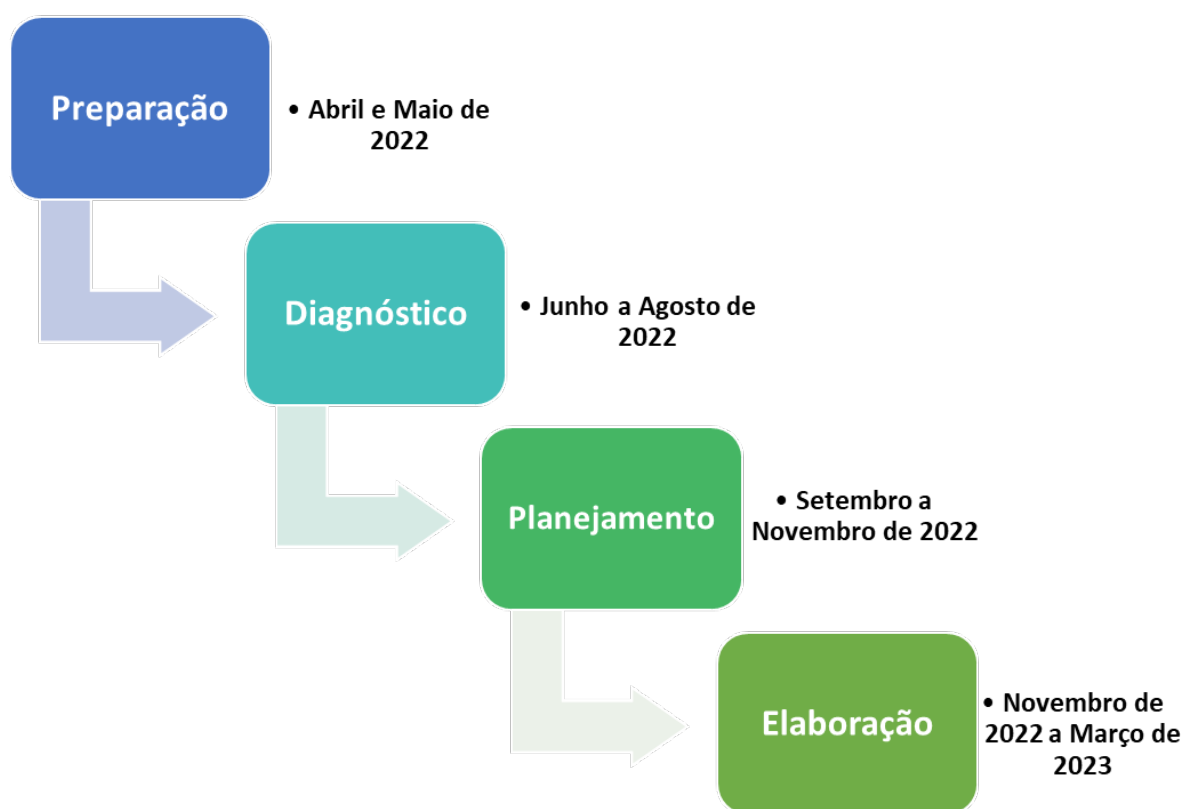 Preparação
• Abril e Maio de
2022
Diagnóstico
• Junho a Agosto de
2022
Planejamento
• Setembro a
Novembro de 2022
Elaboração
• Novembro de
2022 a Março de
2023